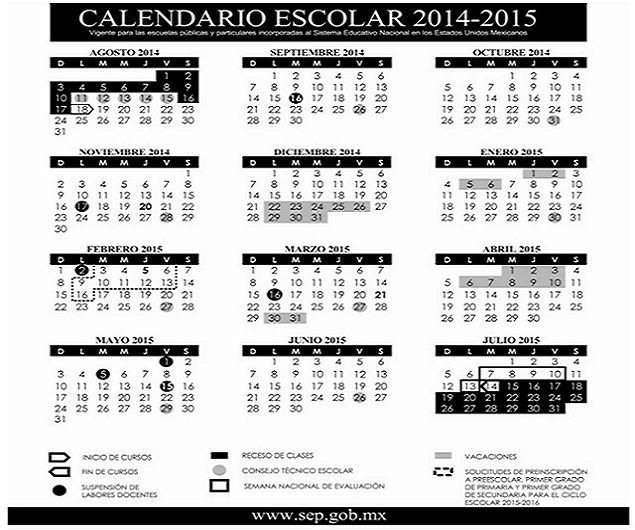 CALENDARIO ESCOLAR 2014-2015
Vigente para las escuelas públicas y particulares incorporadas al Sistema Educativo Nacional en los Estados Unidos Mexicanos
AGOSTO 2014
D L M M J V S
1 2
3 4 5 6 7 8 9
10 11 12 13 14 15 16
17 18 19 20 21 22 23
24 25 26 27 28 29 30
31
SEPTIEMBRE 2014
D L M M J V S
1 2 3 4 5 6
7 8 9 10 11 12 13
14 15 16 17 18 19 20
21 22 23 24 25 26 27
28 29 30
OCTUBRE 2014
D L M M J V S
1 2 3 4
5 6 7 8 9 10 11
12 13 14 15 16 17 18
19 20 21 22 23 24 25
26 27 28 29 30 31
NOVIEMBRE 2014
D L M M J V S
1
2 3 4 5 6 7 8
9 10 11 12 13 14 15
16 17 18 19 20 21 22
23 24 25 26 27 28 29
30
DICIEMBRE 2014
D L M M J V S
1 2 3 4 5 6
7 8 9 10 11 12 13
14 15 16 17 18 19 20
21 22 23 24 25 26 27
28 29 30 31
ENERO 2015
D L M M J V S
1 2 3
4 5 6 7 8 9 10
11 12 13 14 15 16 17
18 19 20 21 22 23 24
25 26 27 28 29 30 31
FEBRERO 2015
D L M M J V S
1 2 3 4 5 6 7
8 9 10 11 12 13 14
15 16 17 18 19 20 21
22 23 24 25 26 27 28
MARZO 2015
D L M M J V S
1 2 3 4 5 6 7
8 9 10 11 12 13 14
15 16 17 18 19 20 21
22 23 24 25 26 27 28
29 30 31
ABRIL 2015
D L M M J V S
1 2 3 4
5 6 7 8 9 10 11
12 13 14 15 16 17 18
19 20 21 22 23 24 25
26 27 28 29 30
MAYO 2015
D L M M J V S
1 2
3 4 5 6 7 8 9
10 11 12 13 14 15 16
17 18 19 20 21 22 23
24 25 26 27 28 29 30
31
JUNIO 2015
D L M M J V S
1 2 3 4 5 6
7 8 9 10 11 12 13
14 15 16 17 18 19 20
21 22 23 24 25 26 27
28 29 30
JULIO 2015
D L M M J V S
1 2 3 4
5 6 7 8 9 10 11
12 13 14 15 16 17 18
19 20 21 22 23 24 25
26 27 28 29 30 31
INICIO DE CURSOS
FIN DE CURSOS
SUSPENSIÓN DE
LABORES DOCENTES
RECESO DE CLASES
CONSEJO TÉCNICO ESCOLAR
SEMANA NACIONAL DE EVALUACIÓN
VACACIONES
SOLICITUDES DE PREINSCRIPCIÓN
A PREESCOLAR, PRIMER GRADO
DE PRIMARIA Y PRIMER GRADO
DE SECUNDARIA PARA EL CICLO
ESCOLAR 2015-2016
www.sep.gob.mx